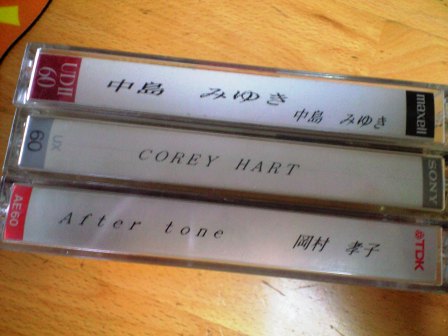 UDII
60
中島 みゆき
中島 みゆき
maxell
UX
60
COREY HART
SONY
AE60
After tone
岡村 孝子
TDK